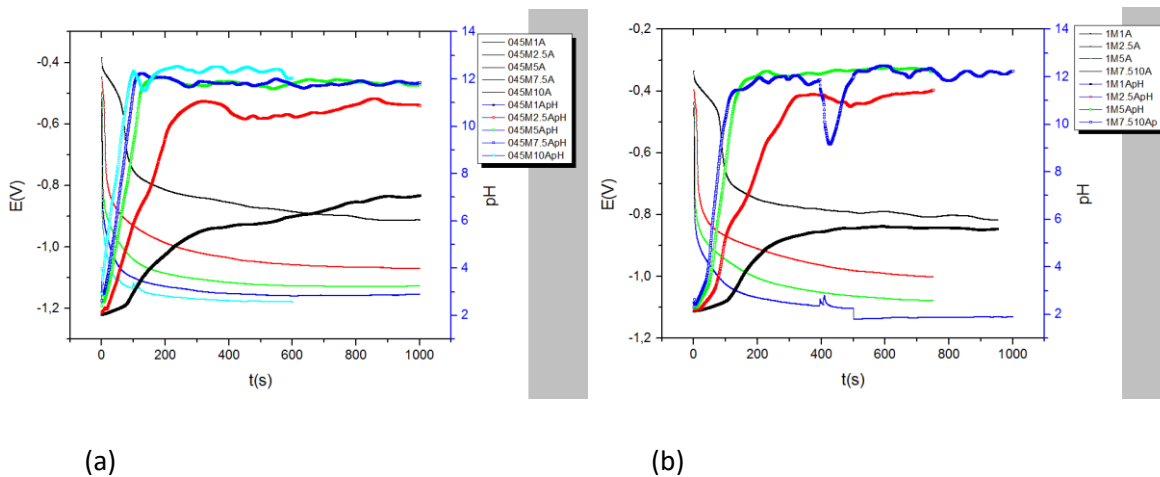 14
-0,4
12
-0,6
10
-0,8
8
6
-1,0
4
-1,2
2
0
200
400
600
800
1000
E(V)
pH
t(s)
045M1A
045M2.5A
045M5A
045M7.5A
045M10A
045M1ApH
045M2.5ApH
045M5ApH
045M7.5ApH
045M10ApH
(a)
-0,2
14
12
-0,4
10
-0,6
8
-0,8
6
4
-1,0
2
-1,2
0
200
400
600
800
1000
E(V)
pH
t(s)
1M1A
1M2.5A
1M5A
1M7.510A
1M1ApH
1M2.5ApH
1M5ApH
1M7.510Ap
(b)